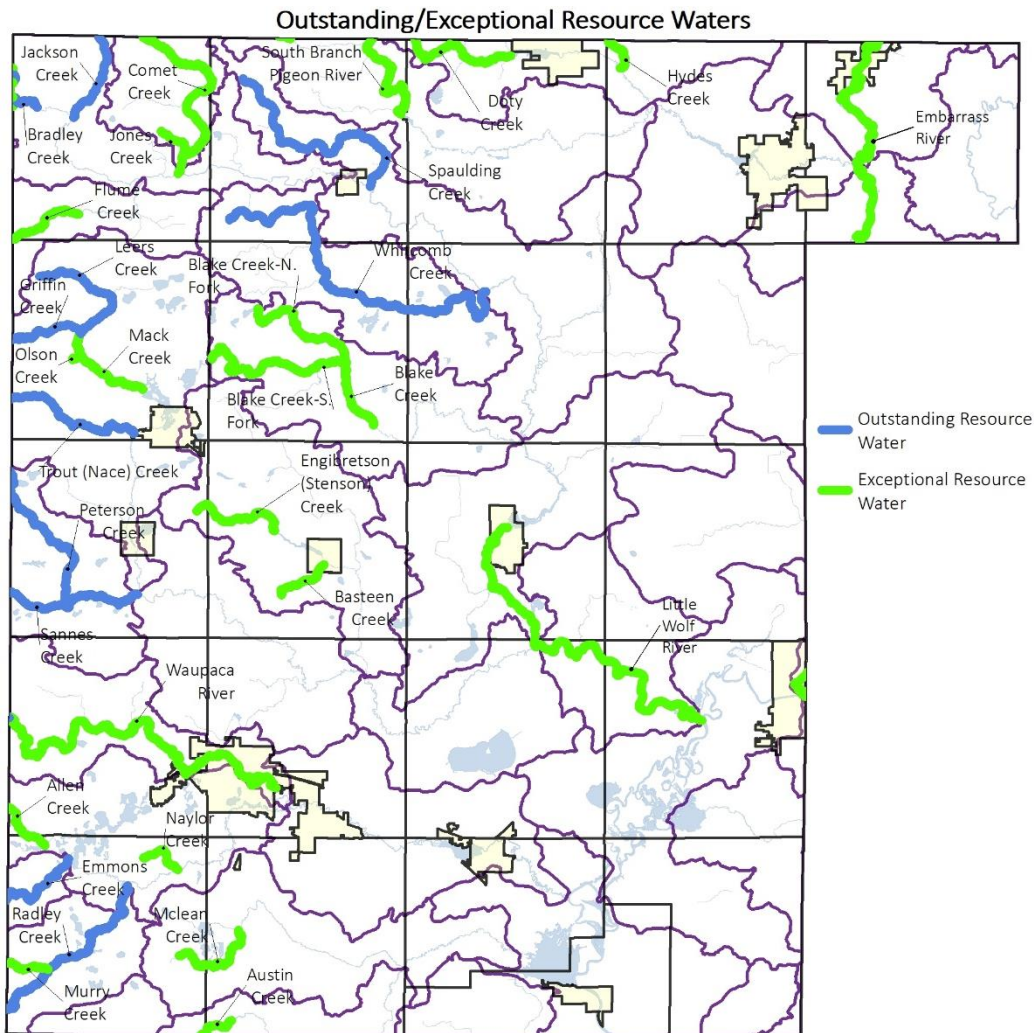 Outstanding/Exceptional Resource Waters
Jackson
Creek
Comet
Creek
South Branch
Pigeon River
Doty
Creek
Hydes
Creek
Embarrass
River
Bradley
Creek
Jones
Creek
Spaulding
Creek
Flume
Creek
Leers
Creek
Blake Creek-N.
Fork
Whitcomb
Creek
Griffin
Creek
Mack
Creek
Olson
Creek
Blake
Creek
Blake Creek-S.
Fork
Outstanding Resource
Water
Exceptional Resource
Water
Trout (Nace) Creek
Engibretson
(Stenson)
Creek
Peterson
Creek
Basteen
Creek
Little
Wolf
River
Sannes
Creek
Waupaca
River
Allen
Creek
Naylor
Creek
Emmons
Creek
Radley
Creek
Mclean
Creek
Murry
Creek
Austin
Creek